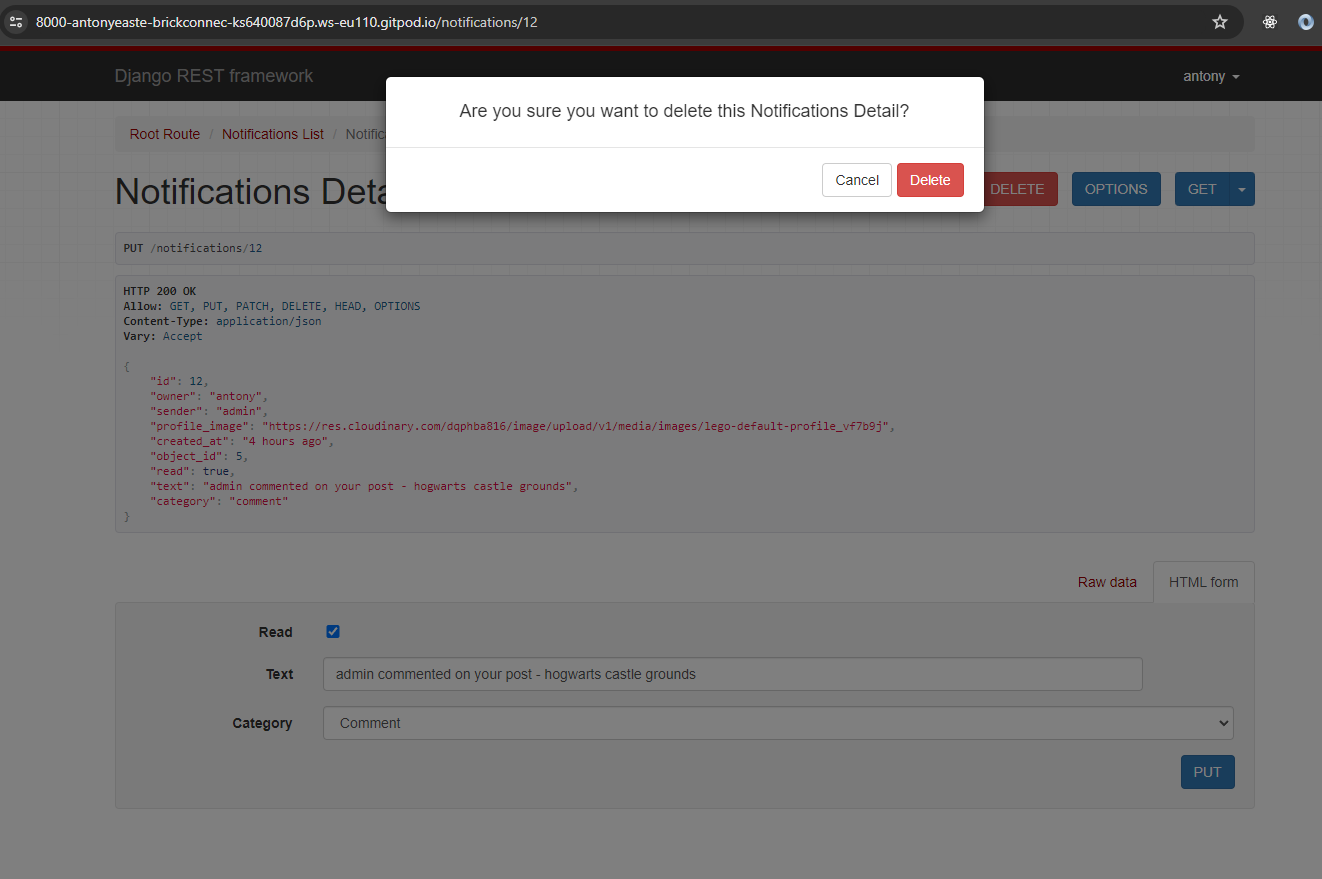 8000-antonyeaste-brickconnec-ks640087d6p.ws-eu110.gitpod.io/notifications/12
Django REST framework
antony
Are you sure you want to delete this Notifications Detail?
Cancel Delete
Root Route / Notifications List / Notific
Notifications Deta
DELETE OPTIONS GET
PUT /notifications/12
HTTP 200 OK
Allow: GET, PUT, PATCH, DELETE, HEAD, OPTIONS
Content-Type: application/json
Vary: Accept
{
"id": 12,
"owner": "antony",
"sender": "admin",
"profile_image": "https://res.cloudinary.com/dqphba816/image/upload/v1/media/images/lego-default-profile_vf7b9j",
"created_at": "4 hours ago",
"object_id": 5,
"read": true,
"text": "admin commented on your post - hogwarts castle grounds",
"category": "comment"
}
Raw data HTML form
Read
Text admin commented on your post - hogwarts castle grounds
Category Comment
PUT